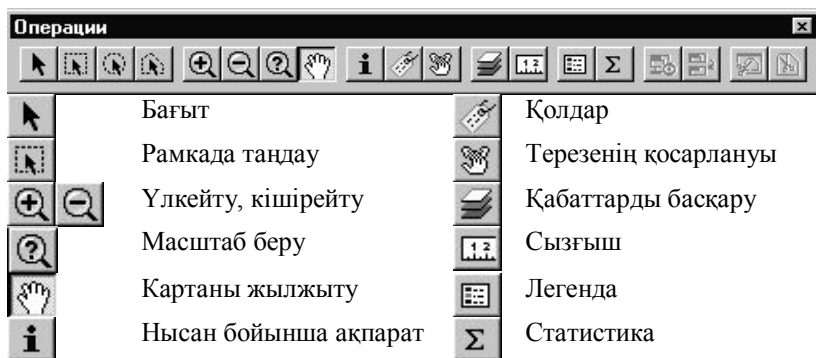 Операции
Бағыт
Қолдар
Рамкада таңдау
Терезенің қосарлануы
Үлкейту, кішірейту
Қабаттарды басқару
Масштаб беру
Сызғыш
Картаны жылжыту
Легенда
Нысан бойынша ақпарат
Статистика